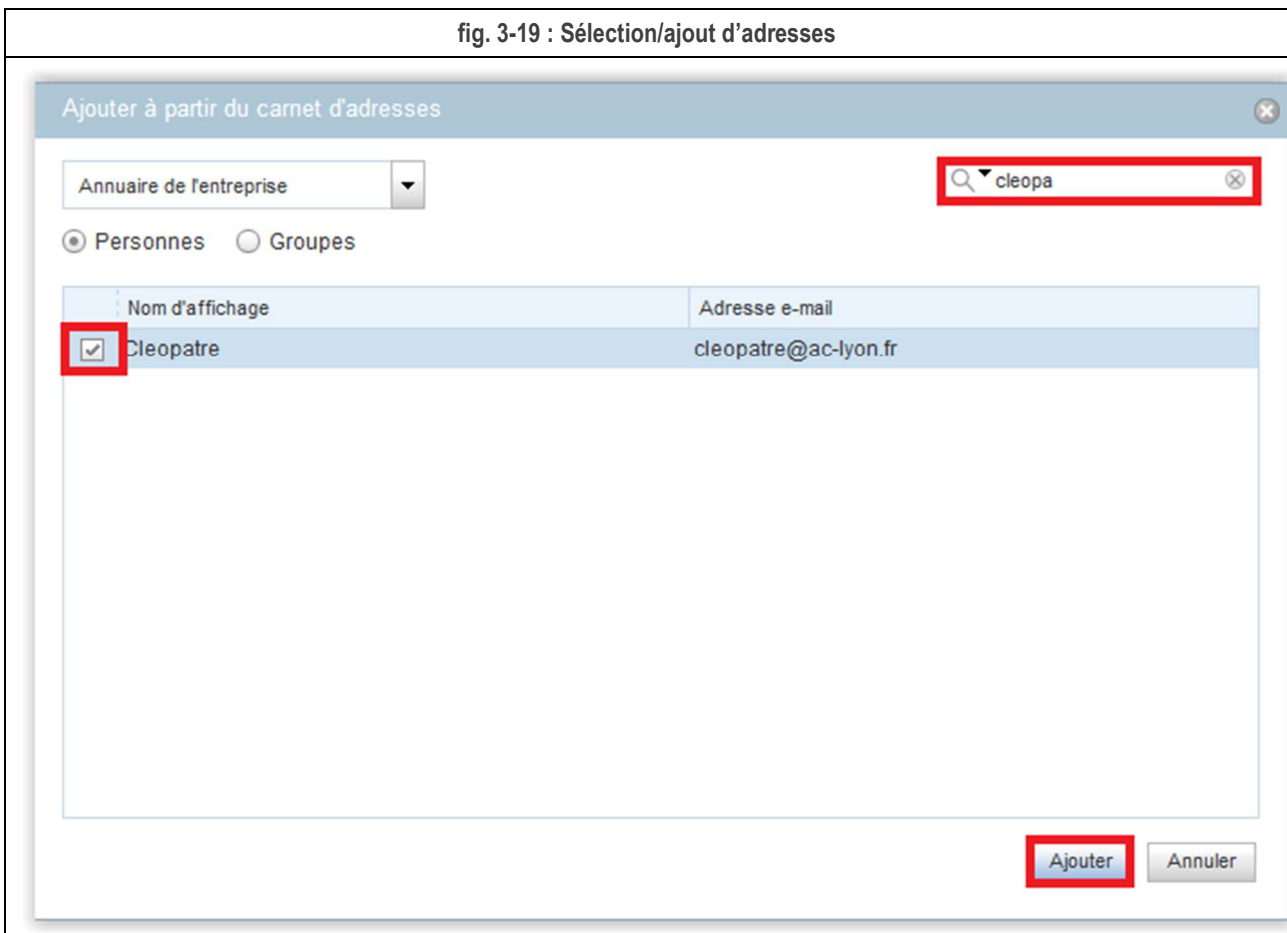 fig. 3-19 : Sélection/ajout d’adresses
Ajouter à partir du carnet d'adresses
Annuaire de l'entreprise
cleopa
Personnes Groupes
Nom d'affichage Adresse e-mail
Cleopatre cleopatre@ac-lyon.fr
Ajouter Annuler